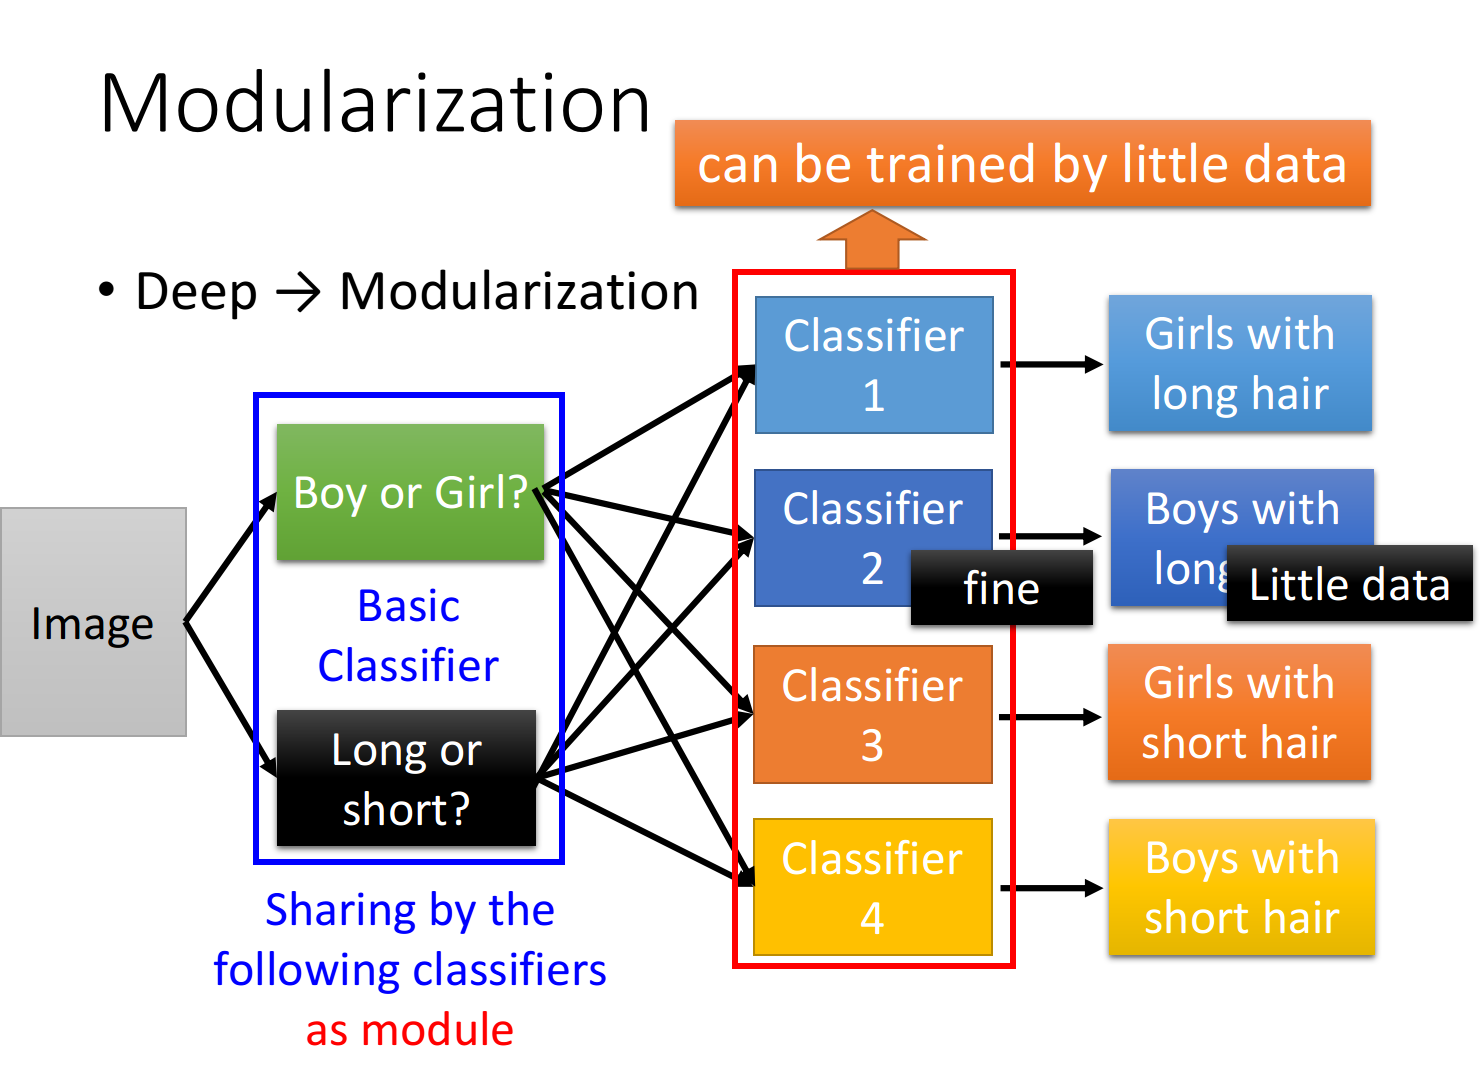 Modularization
can be trained by little data
• Deep → Modularization
Image
Boy or Girl?
Basic
Classifier
Long or
short?
Sharing by the
following classifiers
as module
Classifier
1
Girls with
long hair
Classifier
2
fine
Boys with
long
Little data
Classifier
3
Girls with
short hair
Classifier
4
Boys with
short hair